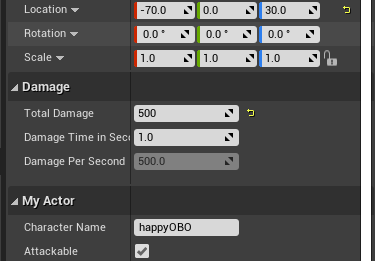 Location -70.0 0.0 30.0
Rotation 0.0 ° 0.0 ° 0.0 °
Scale 1.0 1.0 1.0
Damage
Total Damage 500
Damage Time in Sec 1.0
Damage Per Second 500.0
My Actor
Character Name happyOBO
Attackable